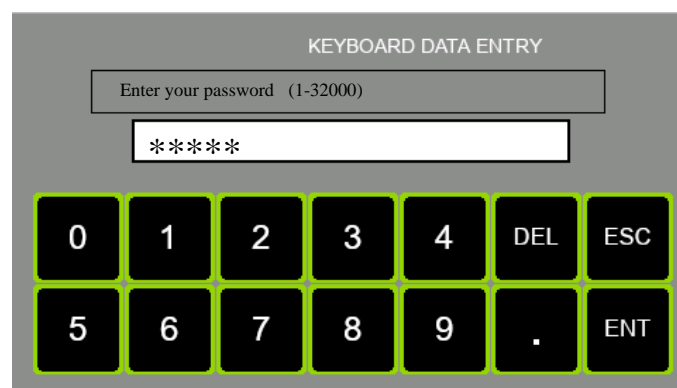 KEYBOARD DATA ENTRY
Enter your password (1-32000)
*****
0 1 2 3 4 DEL ESC
5 6 7 8 9 . ENT